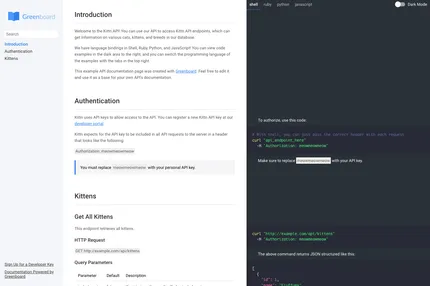 Greenboard
Search
Introduction
Authentication
Kittens
Sign Up for a Developer Key
Documentation Powered by
Greenboard
Introduction
Welcome to the Kittn API! You can use our API to access Kittn API endpoints, which can
get information on various cats, kittens, and breeds in our database.
We have language bindings in Shell, Ruby, Python, and JavaScript! You can view code
examples in the dark area to the right, and you can switch the programming language of
the examples with the tabs in the top right.
This example API documentation page was created with Greenboard. Feel free to edit it
and use it as a base for your own API's documentation.
Authentication
Kittn uses API keys to allow access to the API. You can register a new Kittn API key at our
developer portal.
Kittn expects for the API key to be included in all API requests to the server in a header
that looks like the following:
Authorization: meowmeowmeow
You must replace meowmeowmeow with your personal API key.
Kittens
Get All Kittens
This endpoint retrieves all kittens.
HTTP Request
GET http://example.com/api/kittens
Query Parameters
Parameter Default Description
shell ruby python javascript
Dark Mode
To authorize, use this code:
# With shell, you can just pass the correct header with each request
curl "api_endpoint_here"
-H "Authorization: meowmeowmeow"
Make sure to replace meowmeowmeow with your API key.
curl "http://example.com/api/kittens"
-H "Authorization: meowmeowmeow"
The above command returns JSON structured like this:
[
{
"id": 1,